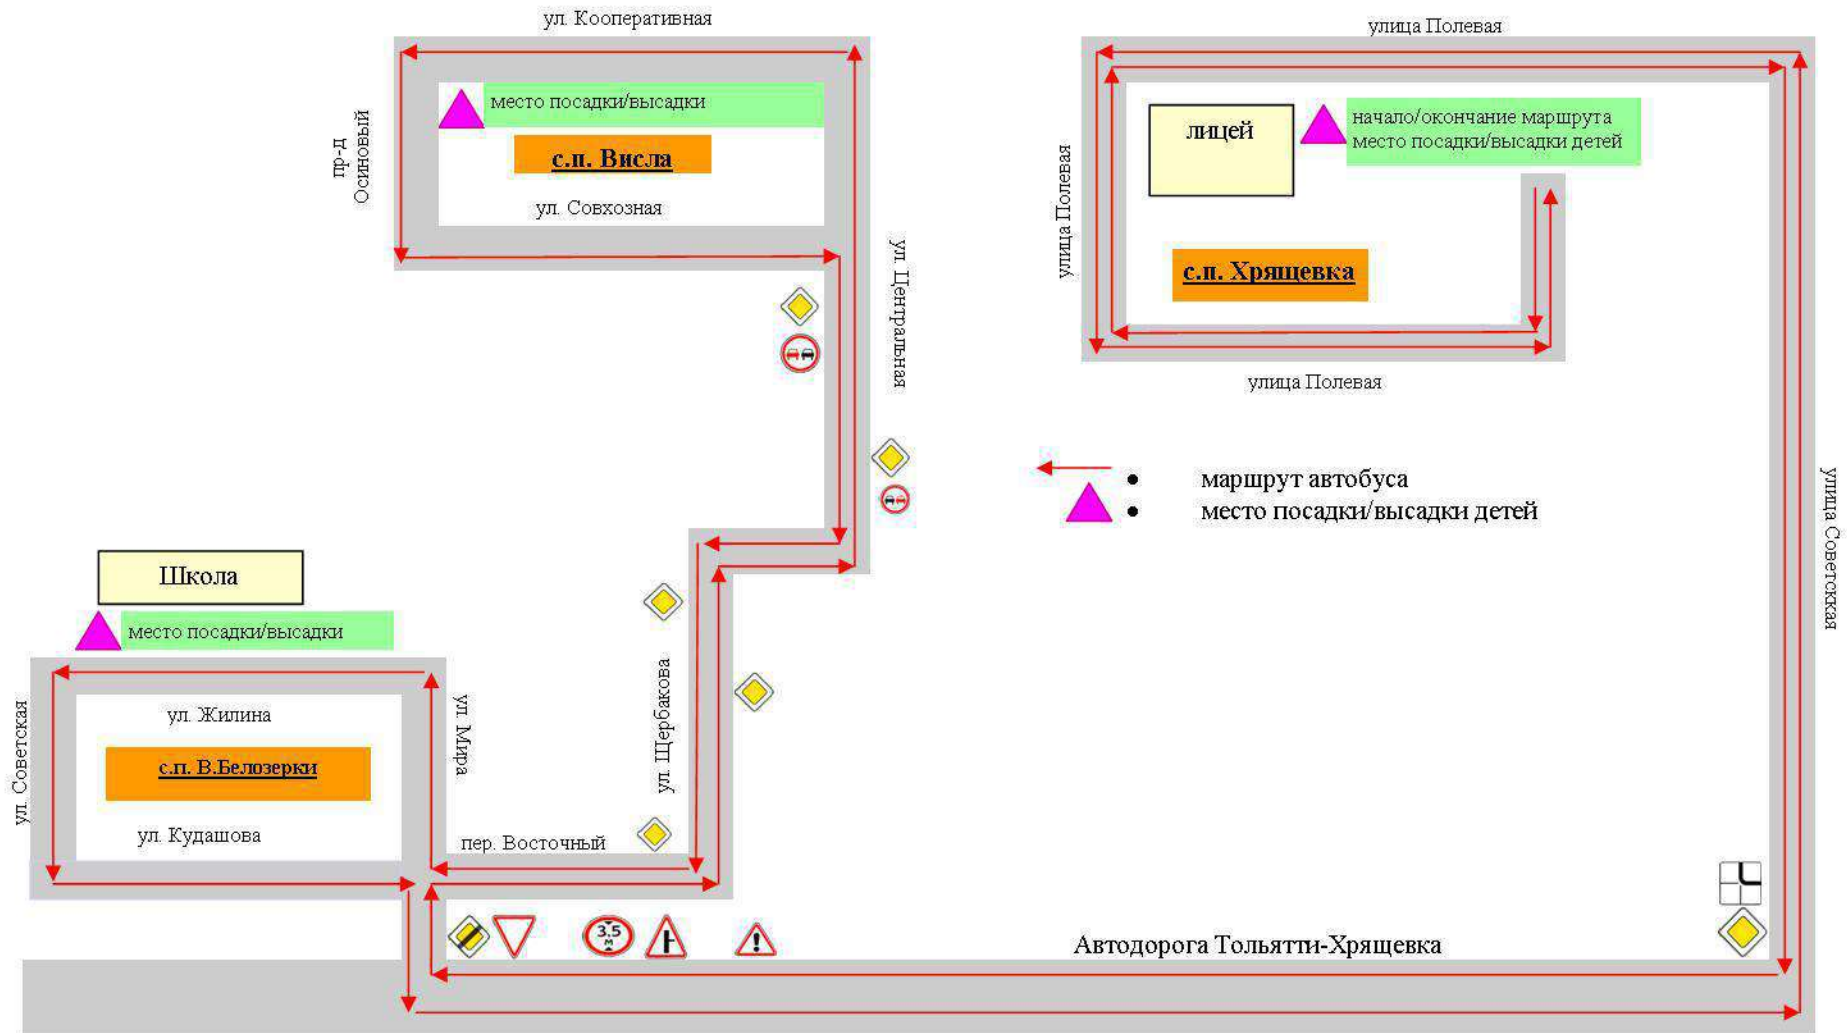 ул. Кооперативная
улица Полевая
место посадки/высадки
пр-д
Осиновый
с.п. Висла
ул. Совхозная
ул. Центральная
лицей
начало/окончание маршрута
место посадки/высадки детей
улица Полевая
с.п. Хрящевка
улица Полевая
маршрут автобуса
место посадки/высадки детей
улица Советсккая
Школа
место посадки/высадки
ул. Советская
ул. Жилина
ул. Мира
с.п. В.Белозерки
ул. Кудашова
ул. Щербакова
пер. Восточный
3.5
м
Автодорога Тольятти-Хрящевка